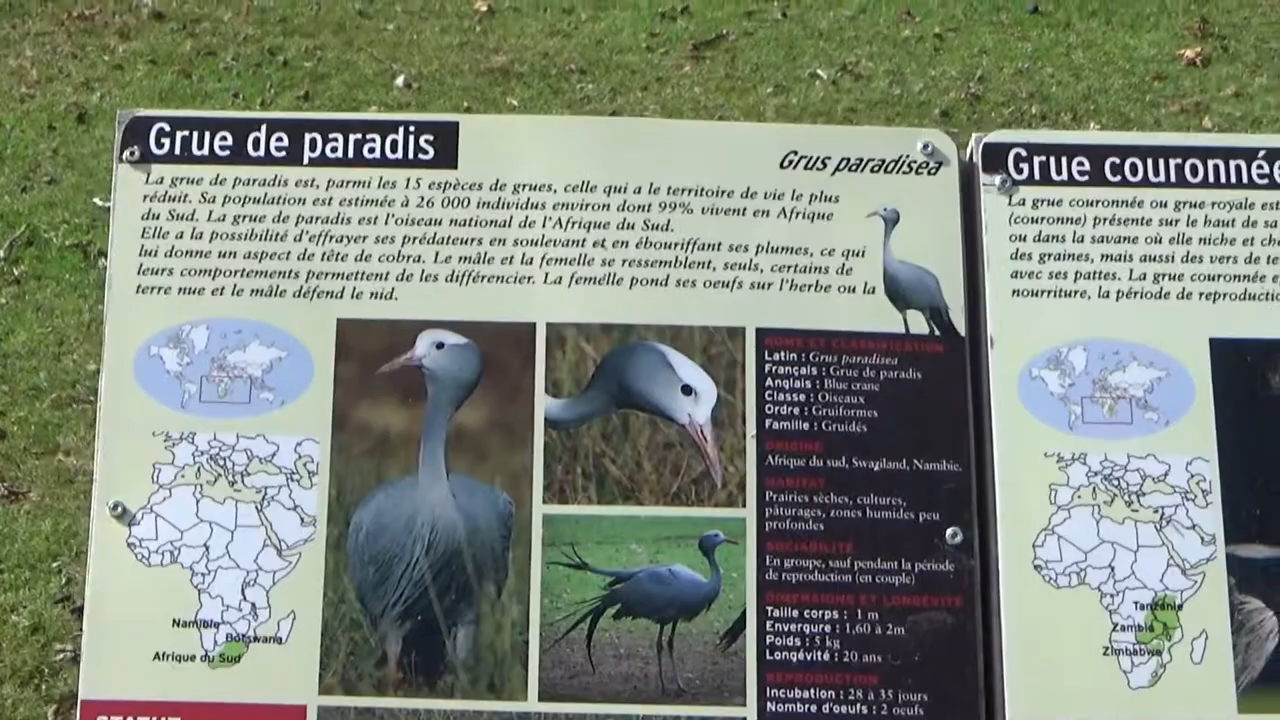 Grue de paradis
Grus paradisea
La grue de paradis est, parmi les 15 espèces de grues, celle qui a le territoire de vie le plus
réduit. Sa population est estimée à 26 000 individus environ dont 99% vivent en Afrique
du Sud. La grue de paradis est l'oiseau national de l'Afrique du Sud.
Elle a la possibilité d'effrayer ses prédateurs en soulevant et en ébouriffant ses plumes, ce qui
lui donne un aspect de tête de cobra. Le mâle et la femelle se ressemblent, seuls, certains de
leurs comportements permettent de les différencier. La femelle pond ses oeufs sur l'herbe ou la
terre nue et le mâle défend le nid.
Namibie
Botswana
Afrique du Sud
NOMS ET CLASSIFICATION
Latin : Grus paradisea
Français : Grue de paradis
Anglais : Blue crane
Classe : Oiseaux
Ordre : Gruiformes
Famille : Gruidés
ORIGINE
Afrique du sud, Swaziland, Namibie.
HABITAT
Prairies sèches, cultures,
pâturages, zones humides peu
profondes
SOCIABILITÉ
En groupe, sauf pendant la période
de reproduction (en couple)
DIMENSIONS ET LONGÉVITÉ
Taille corps : 1 m
Envergure : 1,60 à 2m
Poids : 5 kg
Longévité : 20 ans
REPRODUCTION
Incubation : 28 à 35 jours
Nombre d'oeufs : 2 oeufs
STATUT
Grue couronnée
La grue couronnée ou grue royale est
(couronne) présente sur le haut de sa
ou dans la savane où elle niche et
des graines, mais aussi des vers de
avec ses pattes. La grue couronnée
nourriture, la période de
Tanzanie
Zambie
Zimbabwe